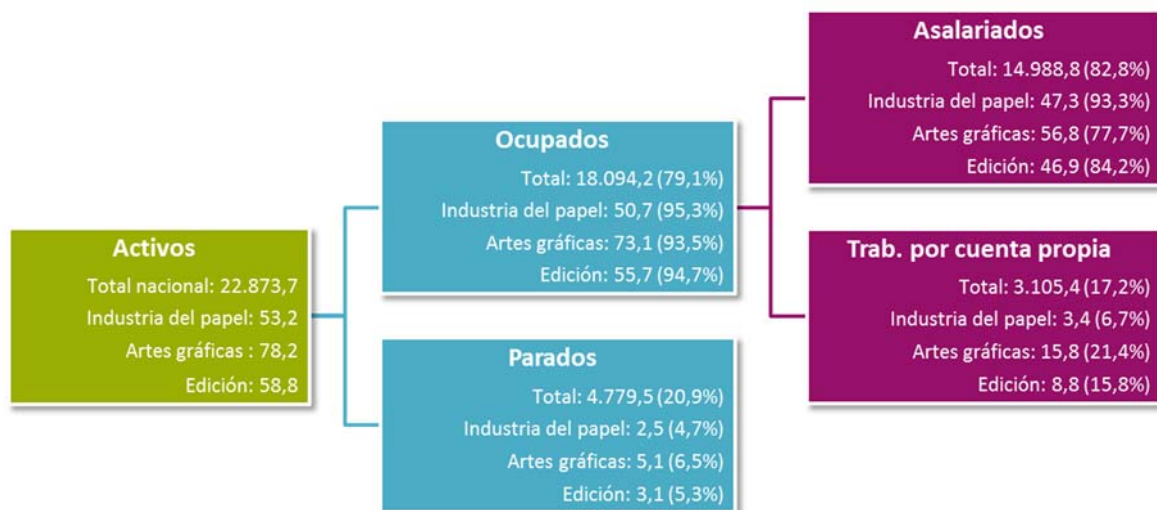 Activos
Total nacional: 22.873,7
Industria del papel: 53,2
Artes gráficas : 78,2
Edición: 58,8
Ocupados
Total: 18.094,2 (79,1%)
Industria del papel: 50,7 (95,3%)
Artes gráficas: 73,1 (93,5%)
Edición: 55,7 (94,7%)
Parados
Total: 4.779,5 (20,9%)
Industria del papel: 2,5 (4,7%)
Artes gráficas: 5,1 (6,5%)
Edición: 3,1 (5,3%)
Asalariados
Total: 14.988,8 (82,8%)
Industria del papel: 47,3 (93,3%)
Artes gráficas: 56,8 (77,7%)
Edición: 46,9 (84,2%)
Trab. por cuenta propia
Total: 3.105,4 (17,2%)
Industria del papel: 3,4 (6,7%)
Artes gráficas: 15,8 (21,4%)
Edición: 8,8 (15,8%)